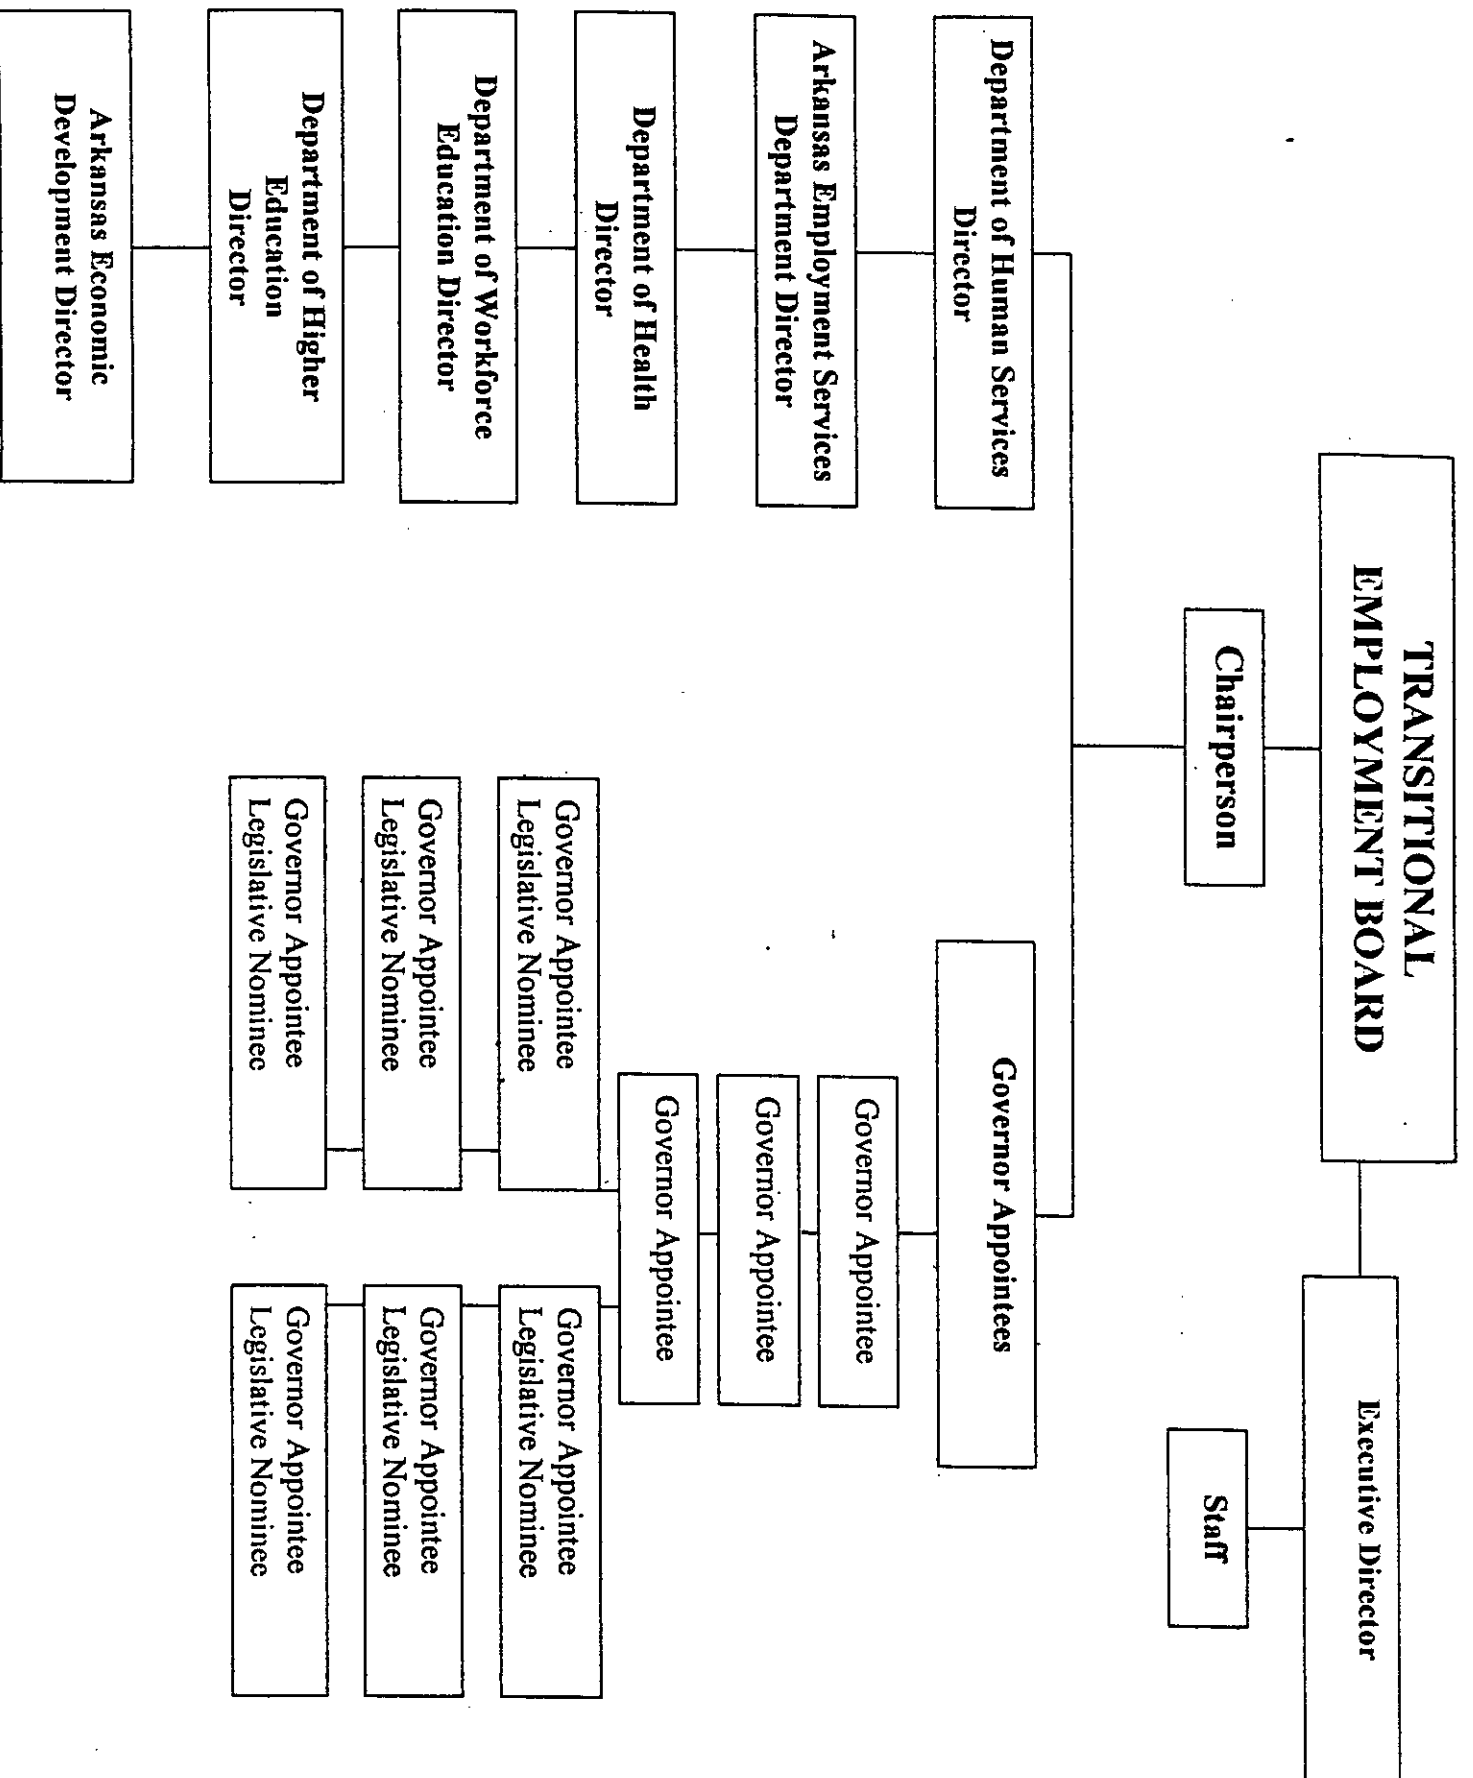 TRANSITIONAL
EMPLOYMENT BOARD
Executive Director
Staff
Chairperson
Department of Human Services
Director
Arkansas Employment Services
Department Director
Department of Health
Director
Department of Workforce
Education Director
Department of Higher
Education
Director
Arkansas Economic
Development Director
Governor Appointees
Governor Appointee
Governor Appointee
Governor Appointee
Governor Appointee
Legislative Nominee
Governor Appointee
Legislative Nominee
Governor Appointee
Legislative Nominee
Governor Appointee
Legislative Nominee
Governor Appointee
Legislative Nominee
Governor Appointee
Legislative Nominee